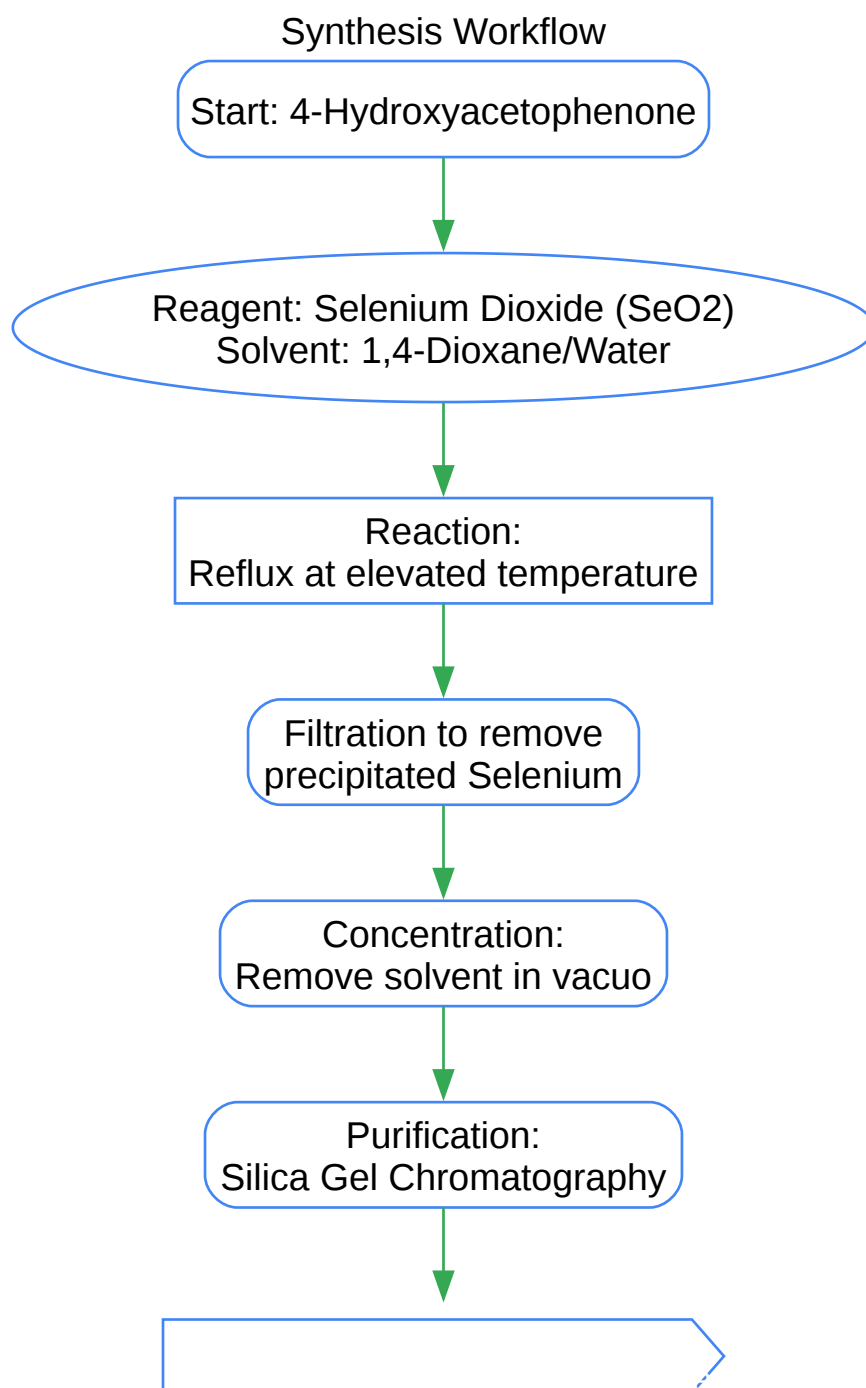 Synthesis Workflow
Start: 4-Hydroxyacetophenone
Reagent: Selenium Dioxide (SeO2)
Solvent: 1,4-Dioxane/Water
Reaction:
Reflux at elevated temperature
Filtration to remove
precipitated Selenium
Concentration:
Remove solvent in vacuo
Purification:
Silica Gel Chromatography